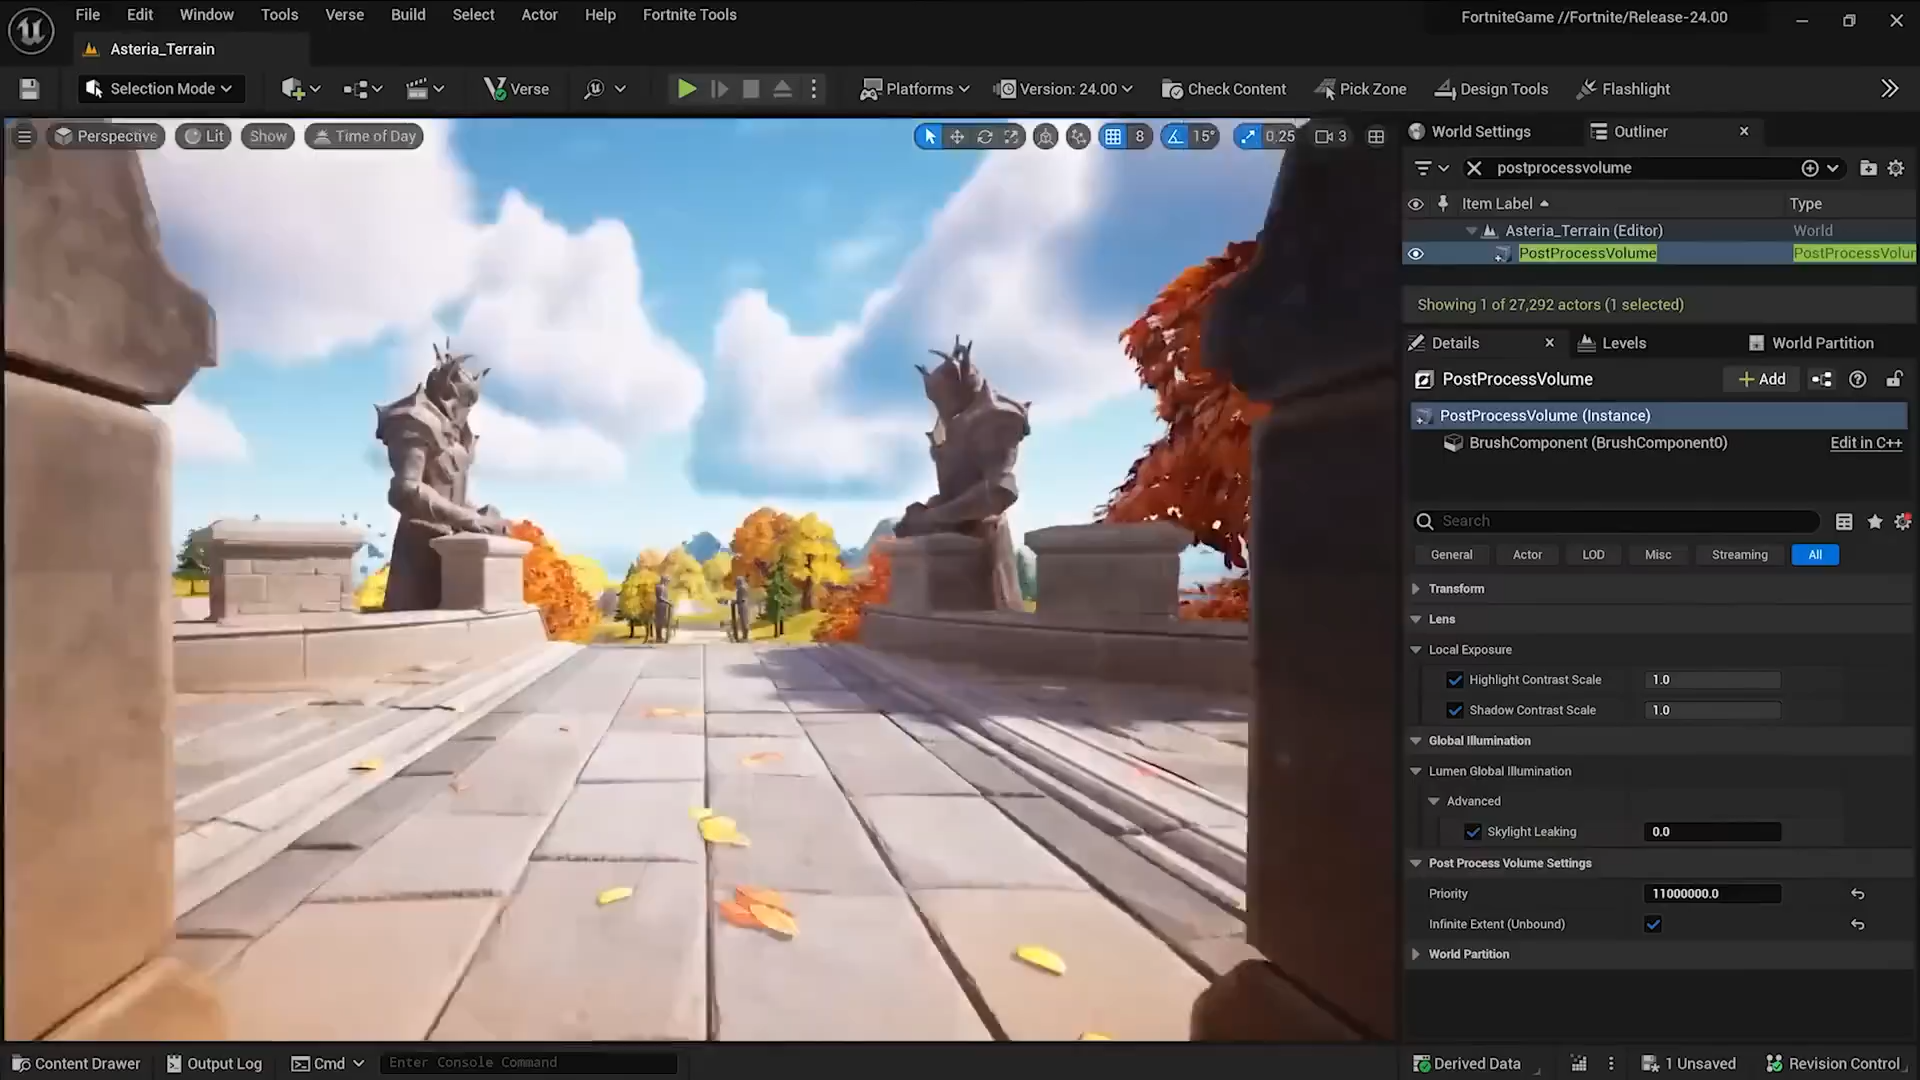 File Edit Window Tools Verse Build Select Actor Help Fortnite Tools
FortniteGame //Fortnite/Release-24.00
Asteria_Terrain
Selection Mode Verse Platforms Version: 24.00 Check Content Pick Zone Design Tools Flashlight
Perspective Lit Show Time of Day 8 15° 0.25 3
World Settings Outliner
postprocessvolume
Item Label Type
Asteria_Terrain (Editor) World
PostProcessVolume PostProcessVolur
Showing 1 of 27,292 actors (1 selected)
Details Levels World Partition
PostProcessVolume Add
PostProcessVolume (Instance)
BrushComponent (BrushComponent0) Edit in C++
Search
General Actor LOD Misc Streaming All
Transform
Lens
Local Exposure
Highlight Contrast Scale 1.0
Shadow Contrast Scale 1.0
Global Illumination
Lumen Global Illumination
Advanced
Skylight Leaking 0.0
Post Process Volume Settings
Priority 11000000.0
Infinite Extent (Unbound)
World Partition
Content Drawer Output Log Cmd Enter Console Command
Derived Data 1 Unsaved Revision Control